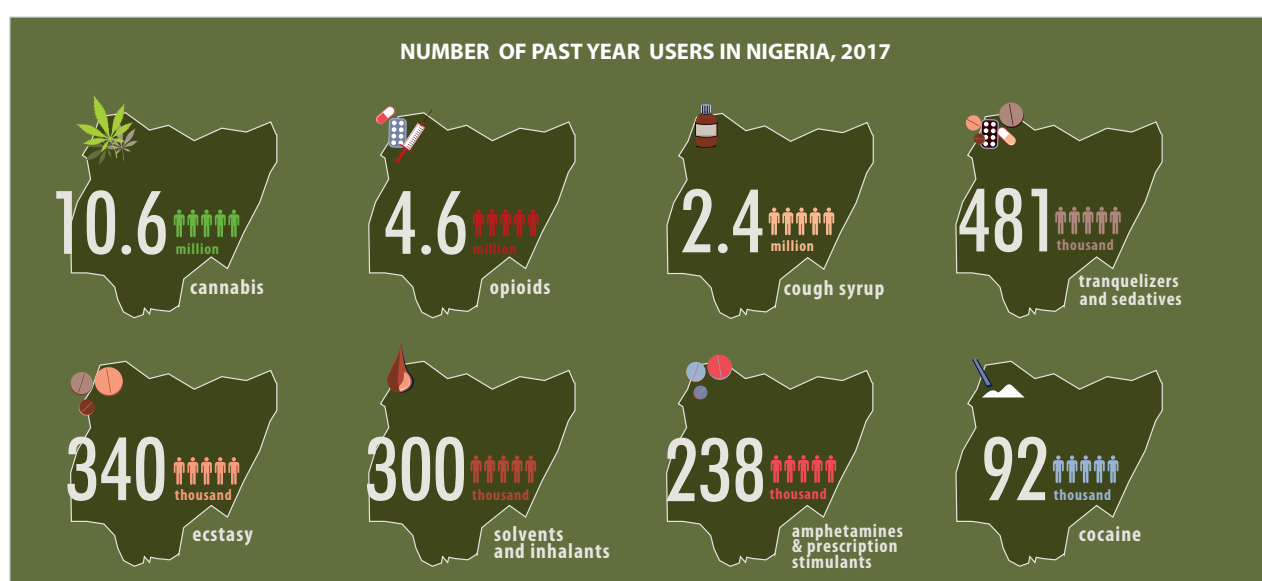 NUMBER OF PAST YEAR USERS IN NIGERIA, 2017
10.6
million
cannabis
4.6
million
opioids
2.4
million
cough syrup
481
thousand
tranquelizers
and sedatives
340
thousand
ecstasy
300
thousand
solvents
and inhalants
238
thousand
amphetamines
& prescription
stimulants
92
thousand
cocaine